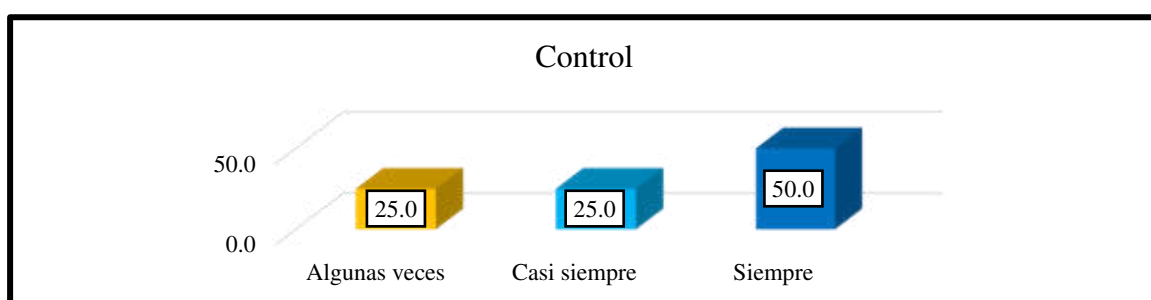 Control
50.0
0.0
25.0
25.0
50.0
Algunas veces
Casi siempre
Siempre